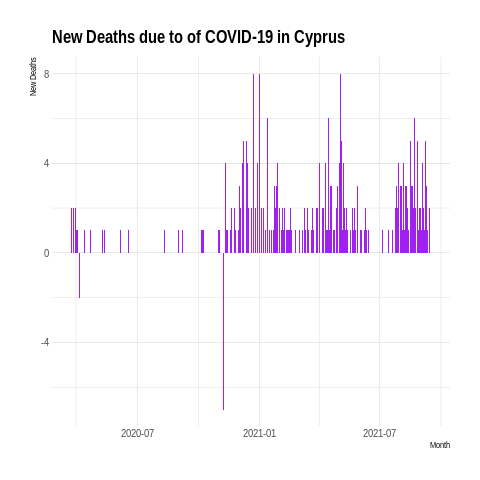 New Deaths due to of COVID-19 in Cyprus
New Deaths
8
4
0
-4
2020-07 2021-01 2021-07
Month